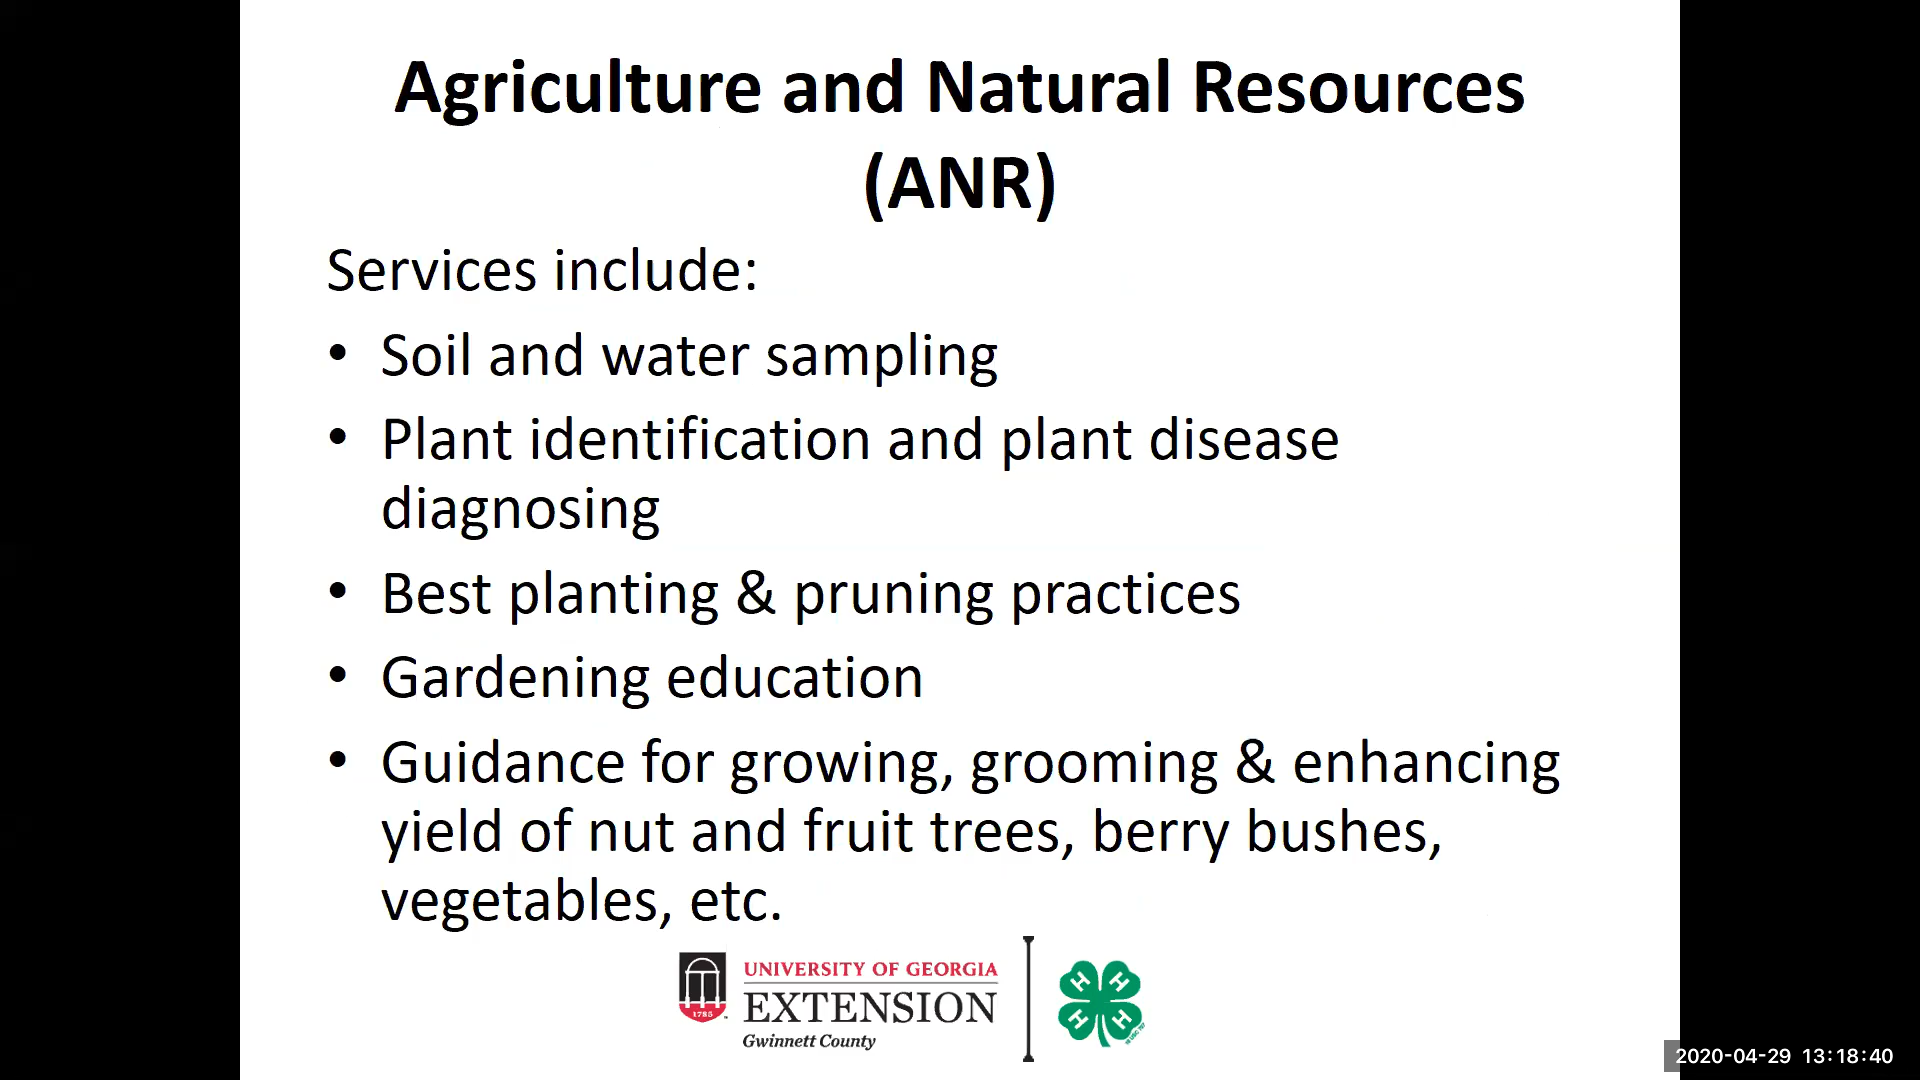 Agriculture and Natural Resources
(ANR)
Services include:
• Soil and water sampling
• Plant identification and plant disease
diagnosing
• Best planting & pruning practices
• Gardening education
• Guidance for growing, grooming & enhancing
yield of nut and fruit trees, berry bushes,
vegetables, etc.
1785
UNIVERSITY OF GEORGIA
EXTENSION
Gwinnett County
H H
H H
2020-04-29 13:18:40